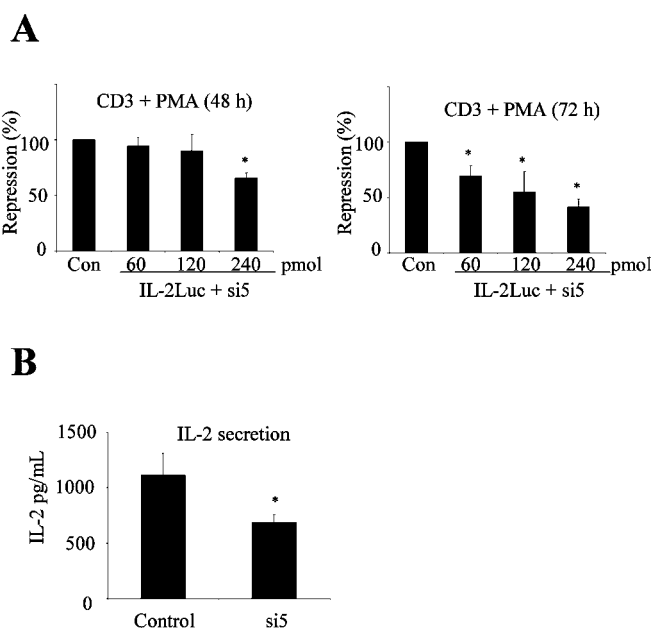 A
CD3 + PMA (48 h)
Repression (%)
100
50
0
*
Con 60 120 240 pmol
IL-2Luc + si5
CD3 + PMA (72 h)
Repression (%)
100
50
0
* * *
Con 60 120 240 pmol
IL-2Luc + si5
B
IL-2 secretion
IL-2 pg/mL
1500
1000
500
0
*
Control si5